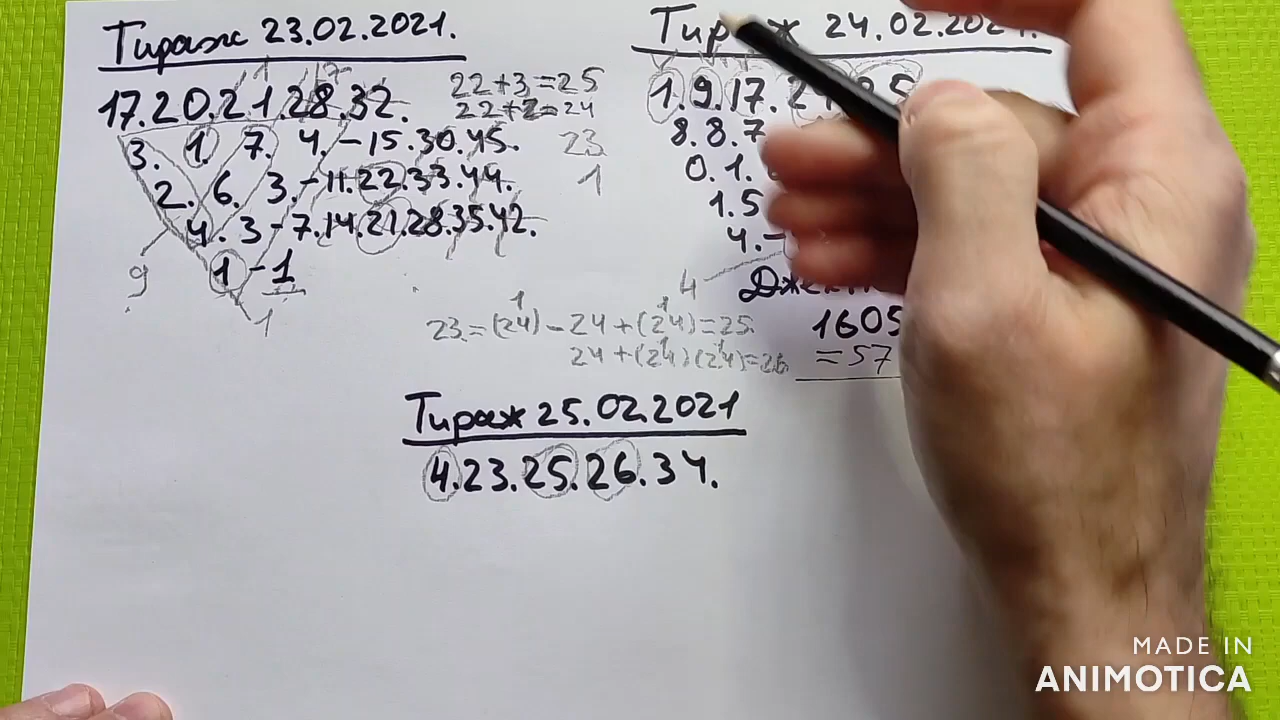 Тираж 23.02.2021.
17.20.21.28.32.
3. 1. 7. 4. - 15.30.45.
2. 6. 3. - 11.22.33.44.
4. 3 - 7.14.21.28.35.42.
1 - 1
9
1
22+3=25
22+2=24
23
1
Тираж 24.02.2021.
1.9.17.
8.8.7
0.1.
1.5
4.-
4
1605
=57
23=(24)-24+(24)=25.
24+(24)(24)=26
Тираж 25.02.2021
4.23.25.26.34.
MADE IN
ANIMOTICA